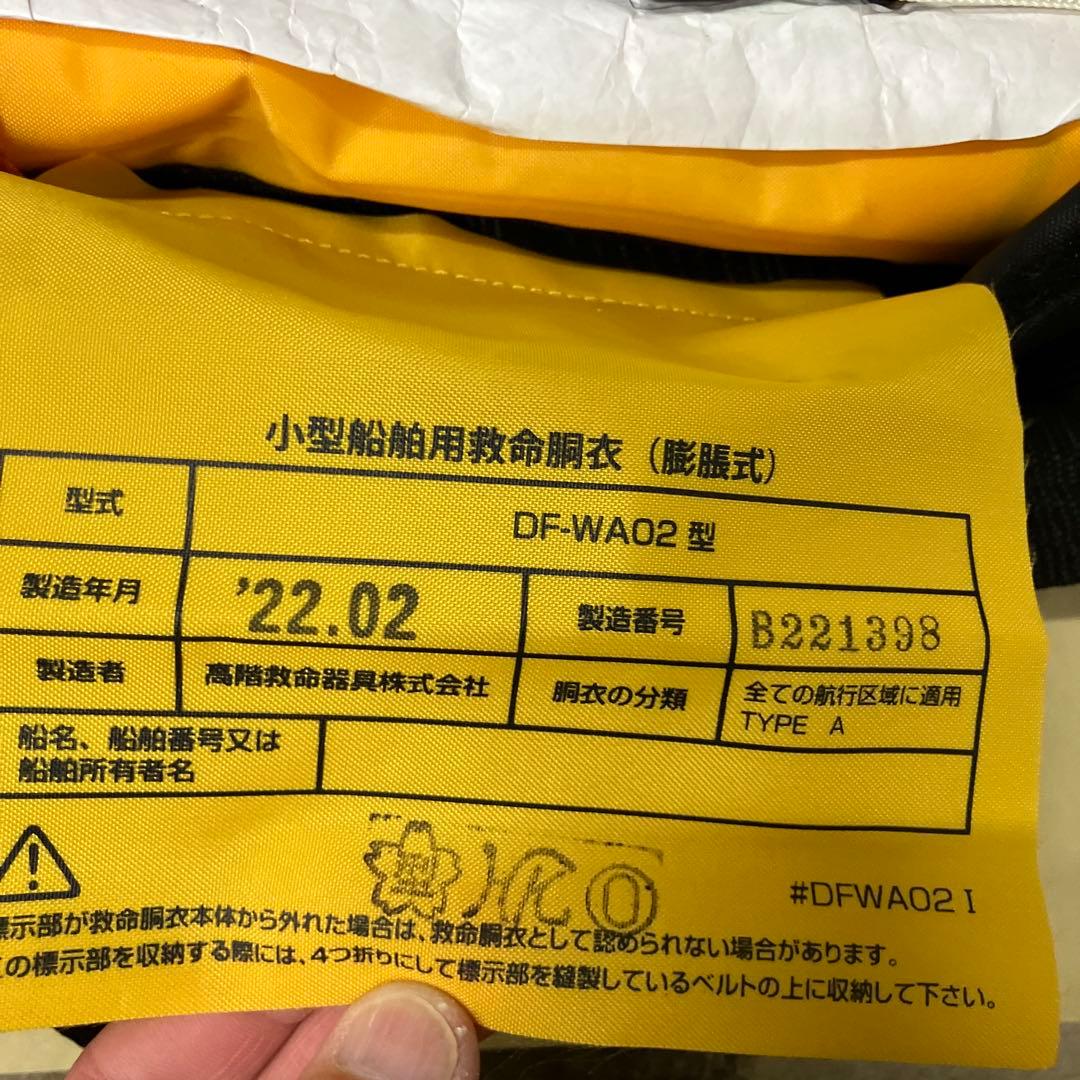 小型船舶用救命胴衣（膨脹式）
型式 DF-WA02型
製造年月 '22.02 製造番号 B221398
製造者 高階救命器具株式会社 胴衣の分類 全ての航行区域に適用
TYPE A
船名、船舶番号又は
船舶所有者名
#DFWA02 I
標示部が救命胴衣本体から外れた場合は、救命胴衣として認められない場合があります。
の標示部を収納する際には、4つ折りにして標示部を縫製しているベルトの上に収納して下さい。